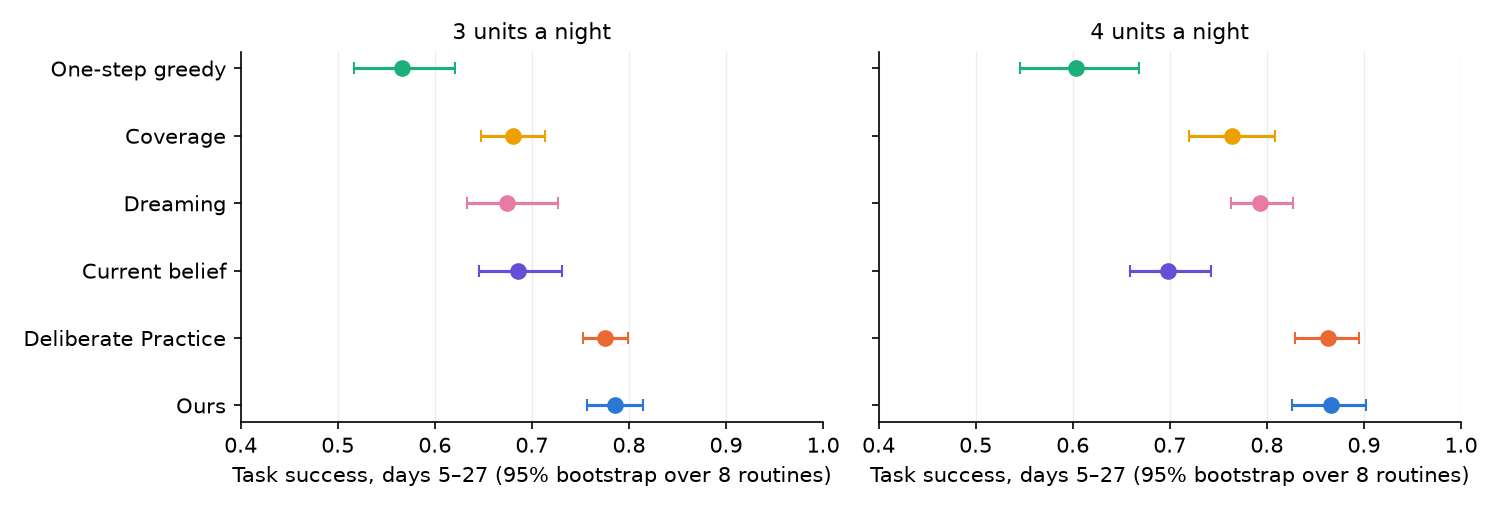 3 units a night
4 units a night
One-step greedy
Coverage
Dreaming
Current belief
Deliberate Practice
Ours
0.4 0.5 0.6 0.7 0.8 0.9 1.0
0.4 0.5 0.6 0.7 0.8 0.9 1.0
Task success, days 5–27 (95% bootstrap over 8 routines)
Task success, days 5–27 (95% bootstrap over 8 routines)